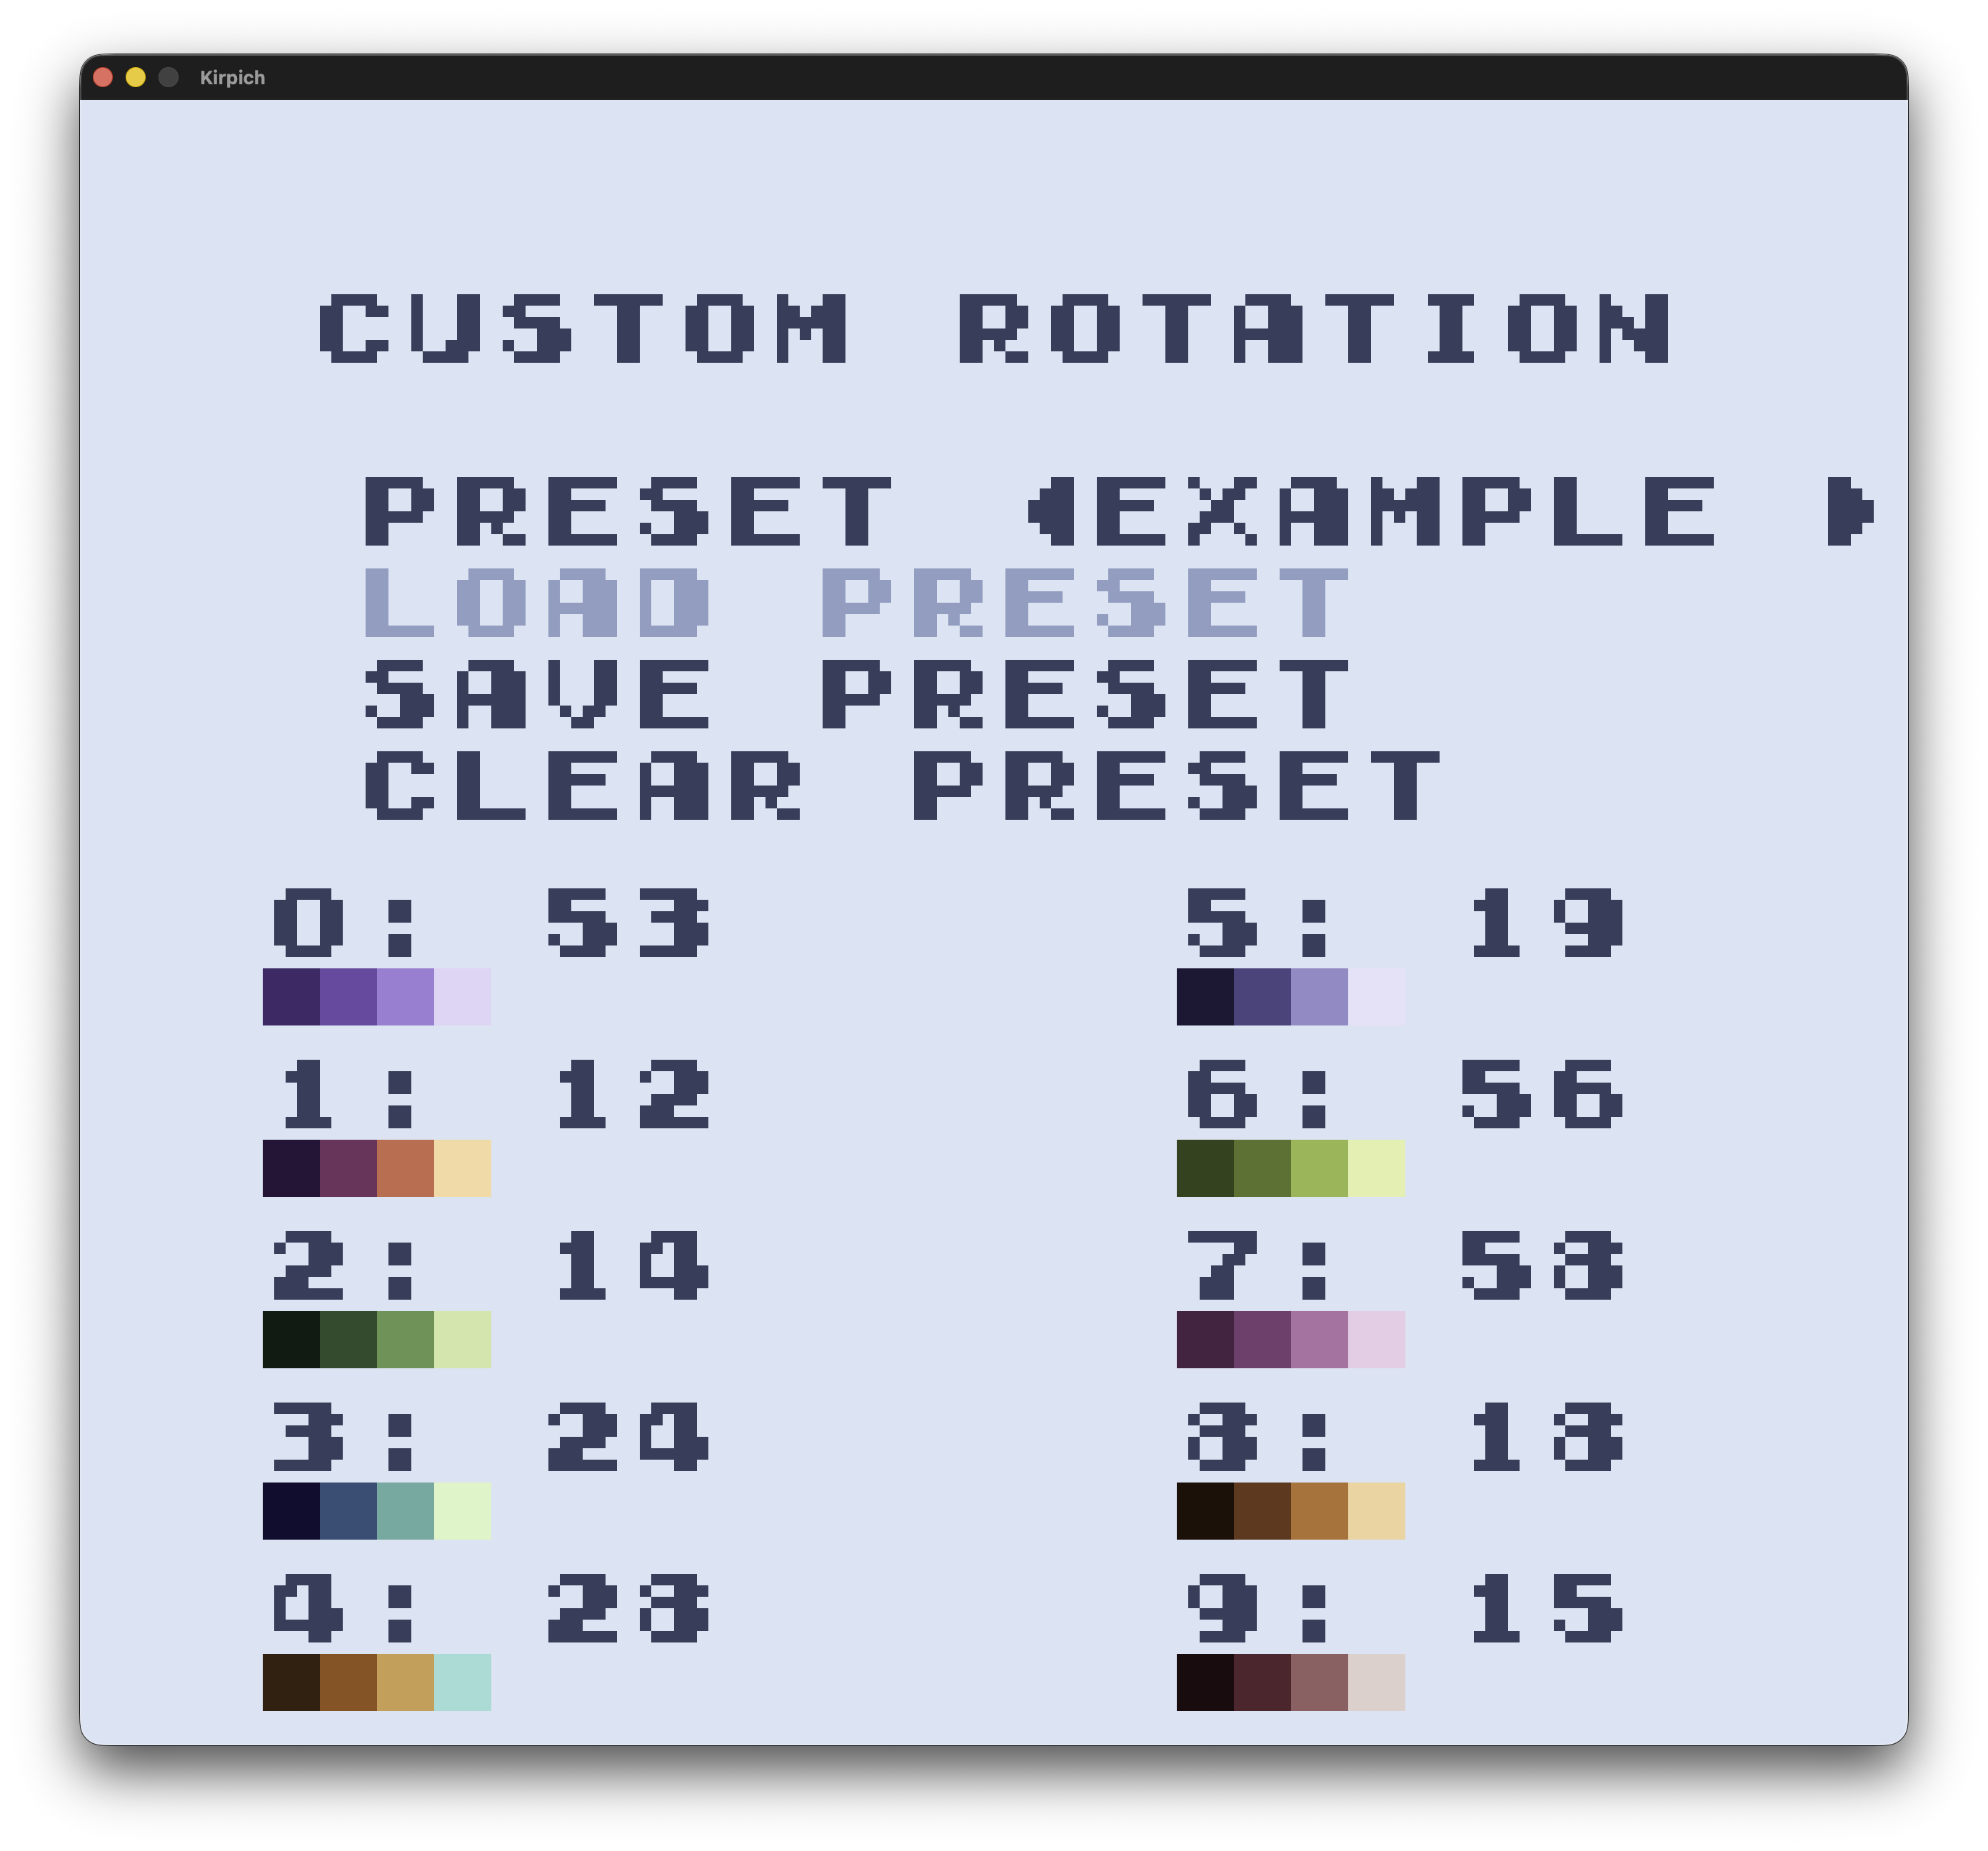 Kirpich
CUSTOM ROTATION
PRESET ◀EXAMPLE ▶
LOAD PRESET
SAVE PRESET
CLEAR PRESET
0: 53 5: 19
1: 12 6: 56
2: 14 7: 58
3: 24 8: 18
4: 28 9: 15